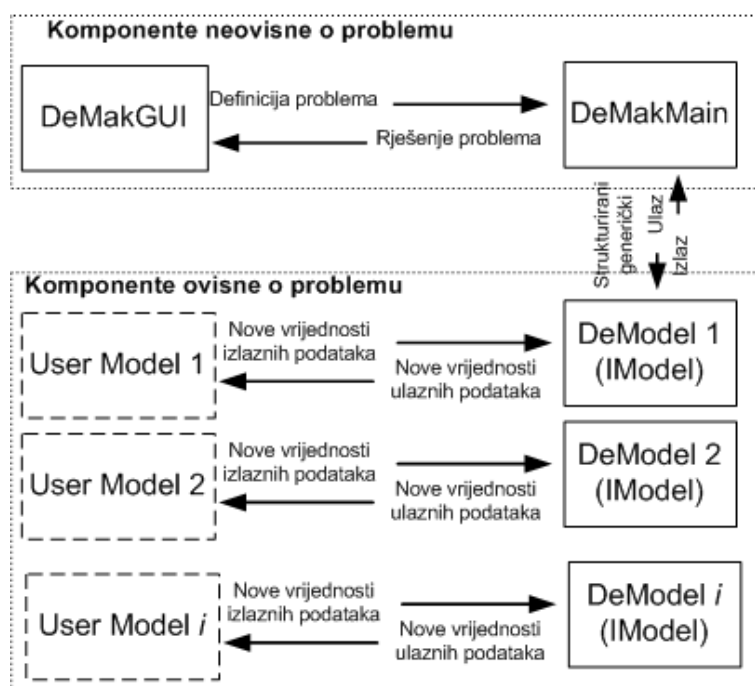 Komponente neovisne o problemu
DeMakGUI
Definicija problema
Rješenje problema
DeMakMain
Strukturirani
generički
Ulaz
Izlaz
Komponente ovisne o problemu
User Model 1
Nove vrijednosti
izlaznih podataka
Nove vrijednosti
ulaznih podataka
DeModel 1
(IModel)
User Model 2
Nove vrijednosti
izlaznih podataka
Nove vrijednosti
ulaznih podataka
DeModel 2
(IModel)
User Model i
Nove vrijednosti
izlaznih podataka
Nove vrijednosti
ulaznih podataka
DeModel i
(IModel)